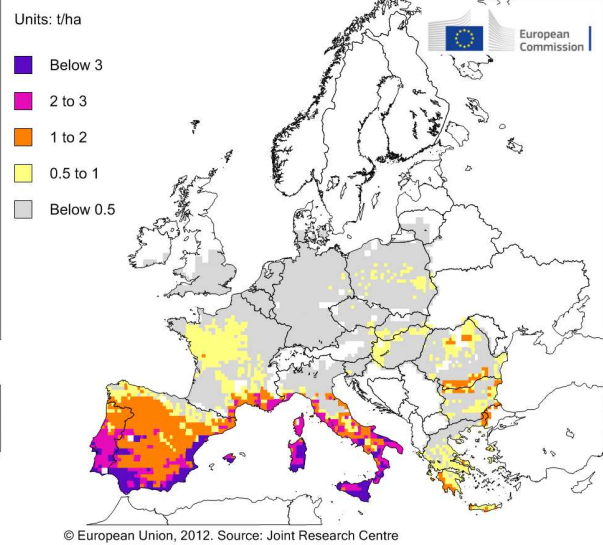 Units: t/ha
European
Commission
Below 3
2 to 3
1 to 2
0.5 to 1
Below 0.5
© European Union, 2012. Source: Joint Research Centre